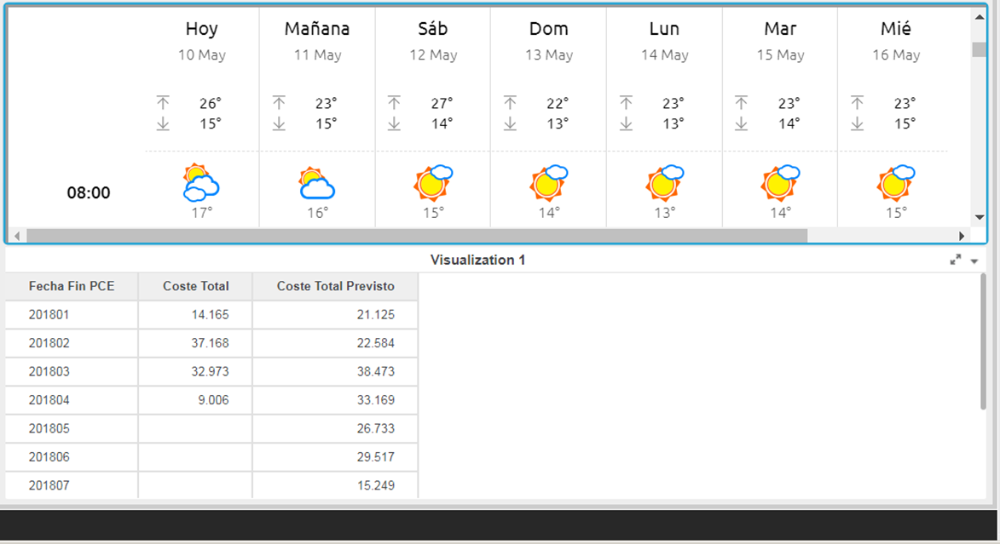 Hoy Mañana Sáb Dom Lun Mar Mié
10 May 11 May 12 May 13 May 14 May 15 May 16 May
26° 23° 27° 22° 23° 23° 23°
15° 15° 14° 13° 13° 14° 15°
08:00
17° 16° 15° 14° 13° 14° 15°
Visualization 1
Fecha Fin PCE Coste Total Coste Total Previsto
201801 14.165 21.125
201802 37.168 22.584
201803 32.973 38.473
201804 9.006 33.169
201805 26.733
201806 29.517
201807 15.249